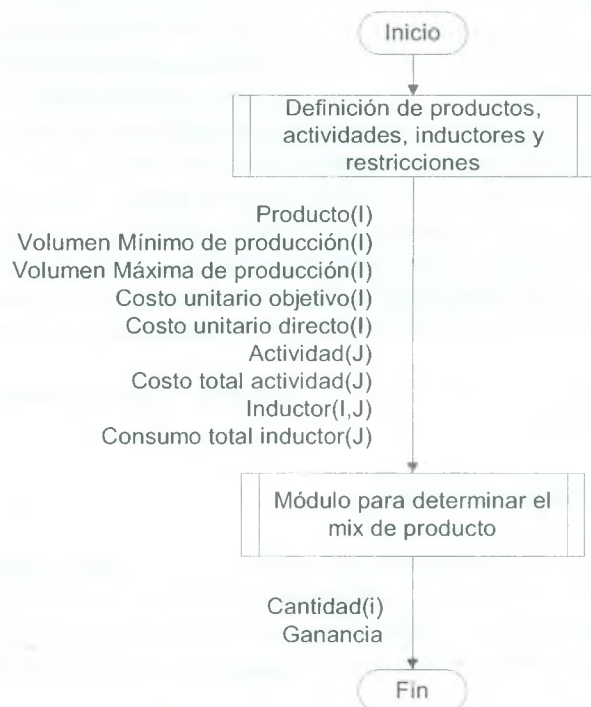 Inicio
Definición de productos,
actividades, inductores y
restricciones
Producto(I)
Volumen Mínimo de producción(I)
Volumen Máxima de producción(I)
Costo unitario objetivo(I)
Costo unitario directo(I)
Actividad(J)
Costo total actividad(J)
Inductor(I,J)
Consumo total inductor(J)
Módulo para determinar el
mix de producto
Cantidad(i)
Ganancia
Fin